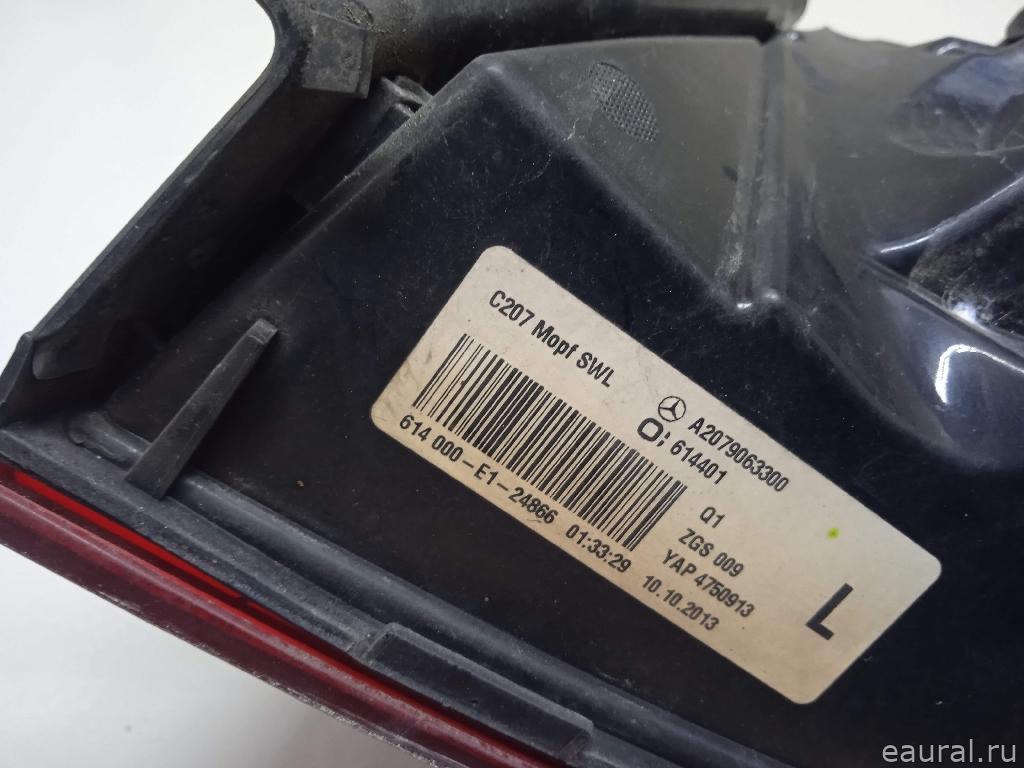 C207 Mopf SWL
A2079063300
O: 614401
614 000-E1-24866 01:33:29 10.10.2013
Q1
ZGS 009
YAP 4750913
L
eaural.ru